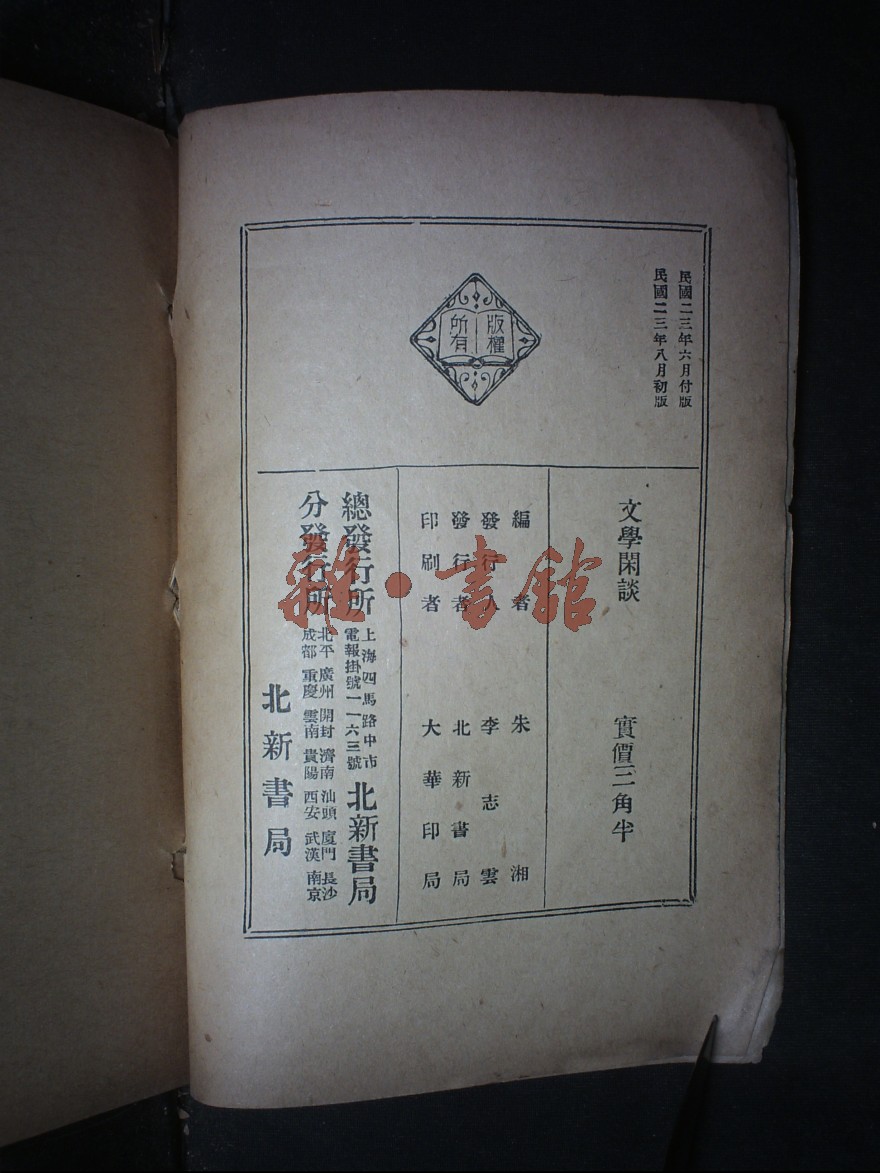 民國二三年六月付版
民國二三年八月初版
版權
所有
文學閑談 實價三角半
編者 朱湘
發行人 李志雲
發行者 北新書局
印刷者 大華印局
總發行所 上海四馬路中市 電報掛號一一六三號 北新書局
分發行所 北平 廣州 開封 濟南 汕頭 廈門 長沙 成都 重慶 雲南 貴陽 西安 武漢 南京
北新書局
雜·書館